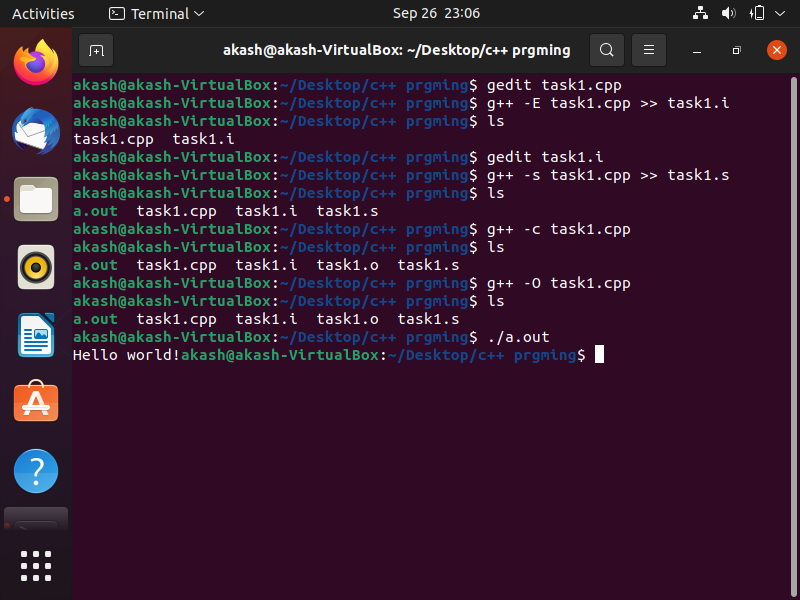 Activities Terminal Sep 26 23:06
akash@akash-VirtualBox: ~/Desktop/c++ prgming
akash@akash-VirtualBox:~/Desktop/c++ prgming$ gedit task1.cpp
akash@akash-VirtualBox:~/Desktop/c++ prgming$ g++ -E task1.cpp >> task1.i
akash@akash-VirtualBox:~/Desktop/c++ prgming$ ls
task1.cpp  task1.i
akash@akash-VirtualBox:~/Desktop/c++ prgming$ gedit task1.i
akash@akash-VirtualBox:~/Desktop/c++ prgming$ g++ -s task1.cpp >> task1.s
akash@akash-VirtualBox:~/Desktop/c++ prgming$ ls
a.out  task1.cpp  task1.i  task1.s
akash@akash-VirtualBox:~/Desktop/c++ prgming$ g++ -c task1.cpp
akash@akash-VirtualBox:~/Desktop/c++ prgming$ ls
a.out  task1.cpp  task1.i  task1.o  task1.s
akash@akash-VirtualBox:~/Desktop/c++ prgming$ g++ -O task1.cpp
akash@akash-VirtualBox:~/Desktop/c++ prgming$ ls
a.out  task1.cpp  task1.i  task1.o  task1.s
akash@akash-VirtualBox:~/Desktop/c++ prgming$ ./a.out
Hello world!akash@akash-VirtualBox:~/Desktop/c++ prgming$